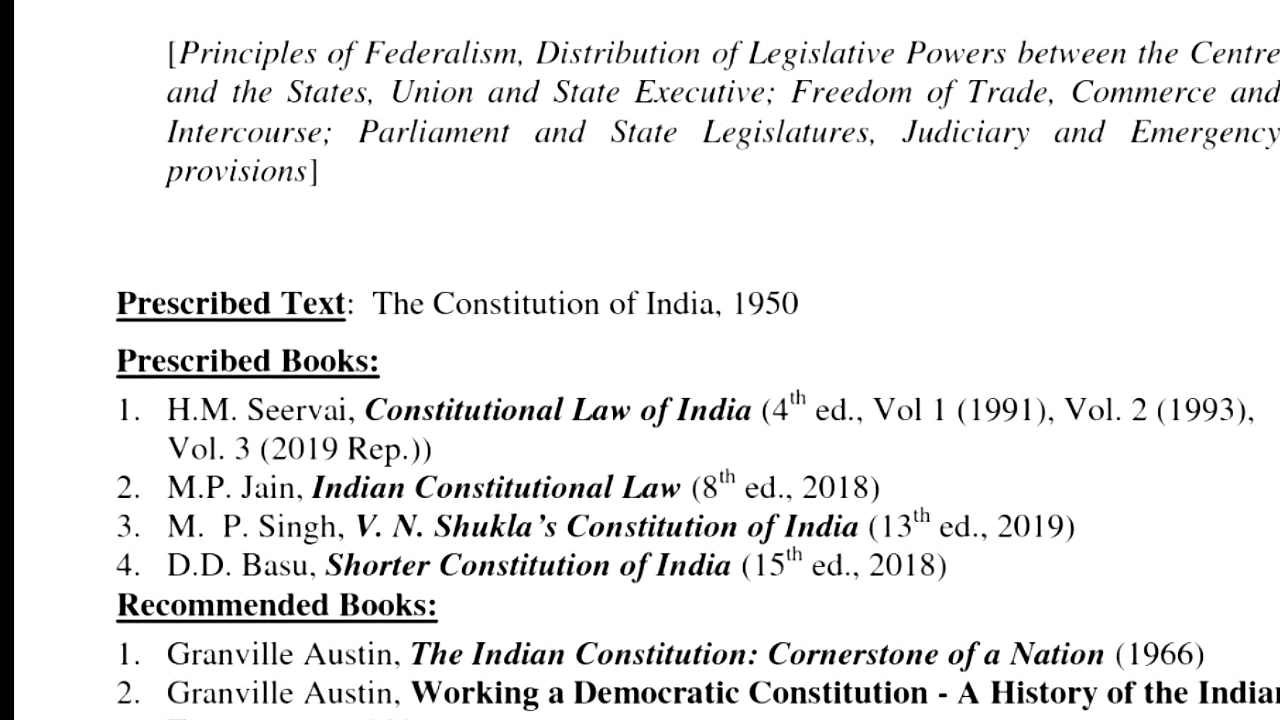 [Principles of Federalism, Distribution of Legislative Powers between the Centre
and the States, Union and State Executive; Freedom of Trade, Commerce and
Intercourse; Parliament and State Legislatures, Judiciary and Emergency
provisions]
Prescribed Text: The Constitution of India, 1950
Prescribed Books:
1. H.M. Seervai, Constitutional Law of India (4th ed., Vol 1 (1991), Vol. 2 (1993),
Vol. 3 (2019 Rep.))
2. M.P. Jain, Indian Constitutional Law (8th ed., 2018)
3. M. P. Singh, V. N. Shukla's Constitution of India (13th ed., 2019)
4. D.D. Basu, Shorter Constitution of India (15th ed., 2018)
Recommended Books:
1. Granville Austin, The Indian Constitution: Cornerstone of a Nation (1966)
2. Granville Austin, Working a Democratic Constitution - A History of the Indian